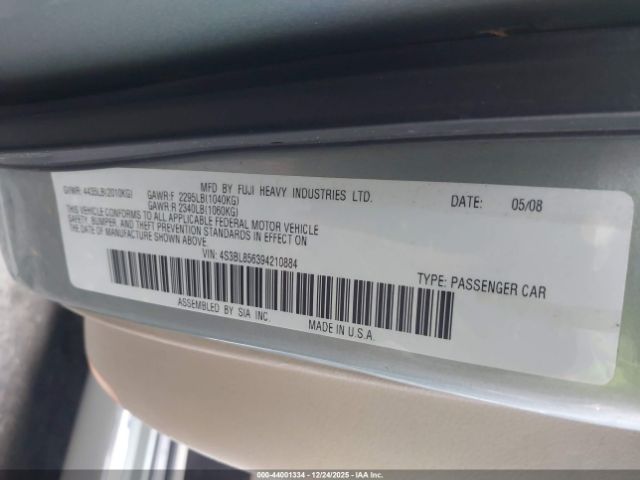 MFD BY FUJI HEAVY INDUSTRIES LTD. DATE: 05/08
GVWR: 4435LB(2010KG) GAWR:F 2295LB(1040KG)
GAWR:R 2340LB(1060KG)
THIS VEHICLE CONFORMS TO ALL APPLICABLE FEDERAL MOTOR VEHICLE
SAFETY, BUMPER, AND THEFT PREVENTION STANDARDS IN EFFECT ON
THE DATE OF MANUFACTURE SHOWN ABOVE.
VIN: 4S3BL856394210884 TYPE: PASSENGER CAR
ASSEMBLED BY SIA INC.
MADE IN U.S.A.
000-44001334 | 12/24/2025 | IAAI.COM